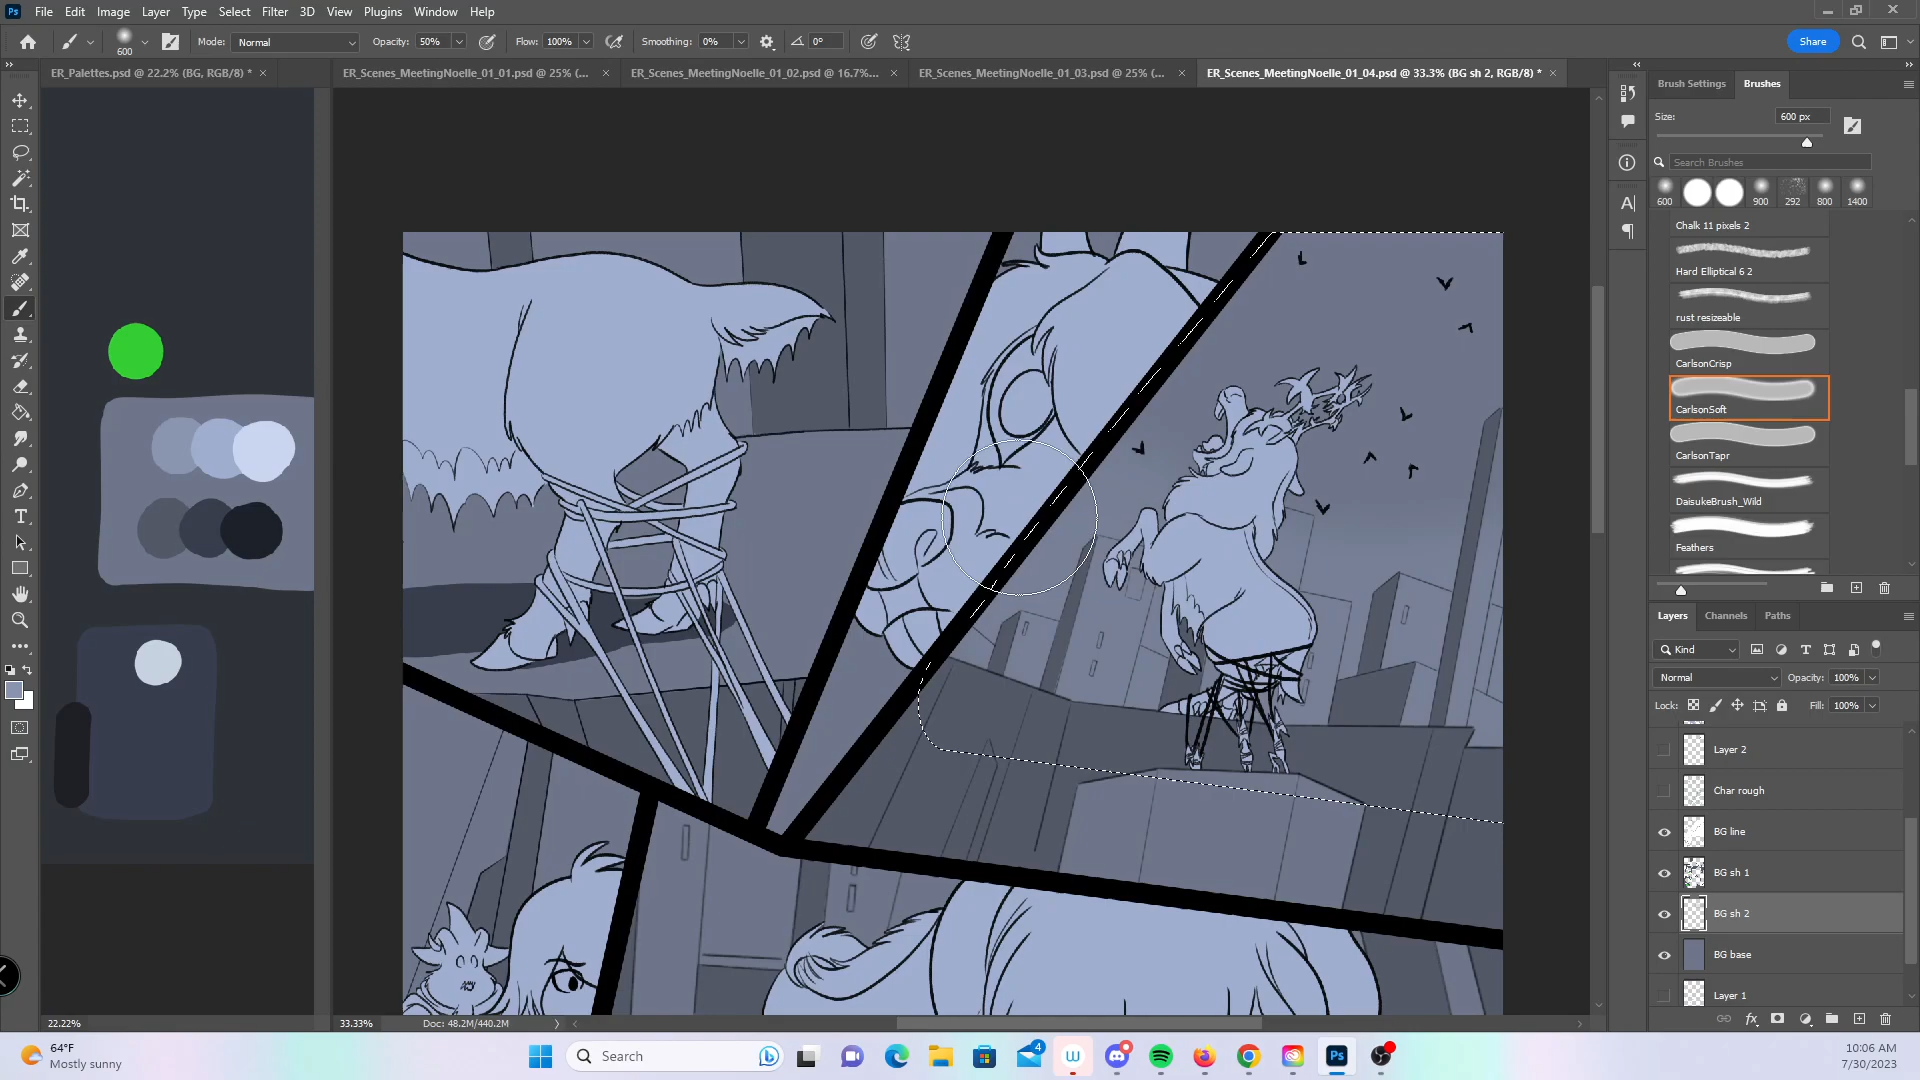 Ps File Edit Image Layer Type Select Filter 3D View Plugins Window Help
600 Mode: Normal Opacity: 50% Flow: 100% Smoothing: 0% 0° Share
ER_Palettes.psd @ 22.2% (BG, RGB/8) * ×
ER_Scenes_MeetingNoelle_01_01.psd @ 25% (... ×
ER_Scenes_MeetingNoelle_01_02.psd @ 16.7%... ×
ER_Scenes_MeetingNoelle_01_03.psd @ 25% (... ×
ER_Scenes_MeetingNoelle_01_04.psd @ 33.3% (BG sh 2, RGB/8) * ×
Brush Settings Brushes
Size: 600 px
Search Brushes
600 900 292 800 1400
Chalk 11 pixels 2
Hard Elliptical 6 2
rust resizeable
CarlsonCrisp
CarlsonSoft
CarlsonTapr
DaisukeBrush_Wild
Feathers
Layers Channels Paths
Kind
Normal Opacity: 100%
Lock: Fill: 100%
Layer 2
Char rough
BG line
BG sh 1
BG sh 2
BG base
Layer 1
fx
22.22%
33.33% Doc: 48.2M/440.2M
64°F
Mostly sunny
Search
4
Ps
10:06 AM
7/30/2023